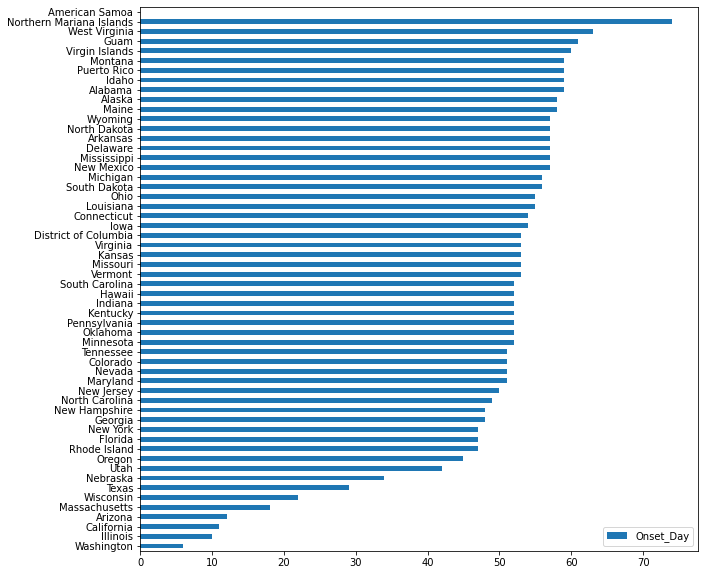 American Samoa
Northern Mariana Islands
West Virginia
Guam
Virgin Islands
Montana
Puerto Rico
Idaho
Alabama
Alaska
Maine
Wyoming
North Dakota
Arkansas
Delaware
Mississippi
New Mexico
Michigan
South Dakota
Ohio
Louisiana
Connecticut
Iowa
District of Columbia
Virginia
Kansas
Missouri
Vermont
South Carolina
Hawaii
Indiana
Kentucky
Pennsylvania
Oklahoma
Minnesota
Tennessee
Colorado
Nevada
Maryland
New Jersey
North Carolina
New Hampshire
Georgia
New York
Florida
Rhode Island
Oregon
Utah
Nebraska
Texas
Wisconsin
Massachusetts
Arizona
California
Illinois
Washington
Onset_Day
0 10 20 30 40 50 60 70